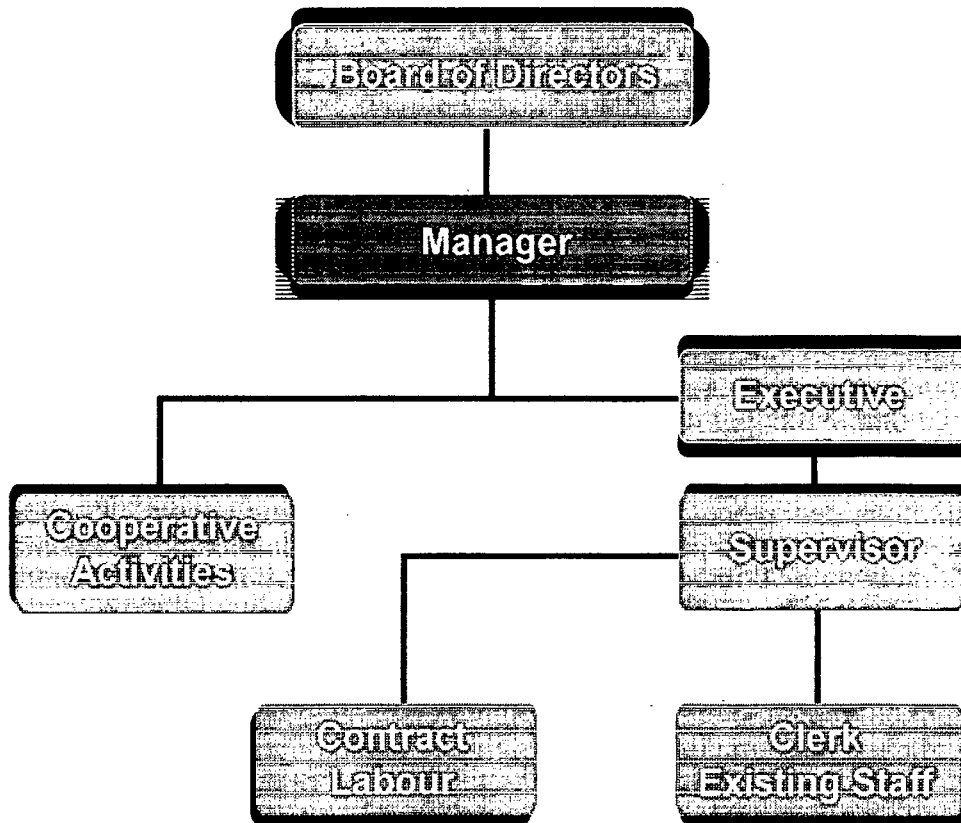 Board of Directors
Manager
Executive
Cooperative
Activities
Supervisor
Contract
Labour
Clerk
Existing Staff